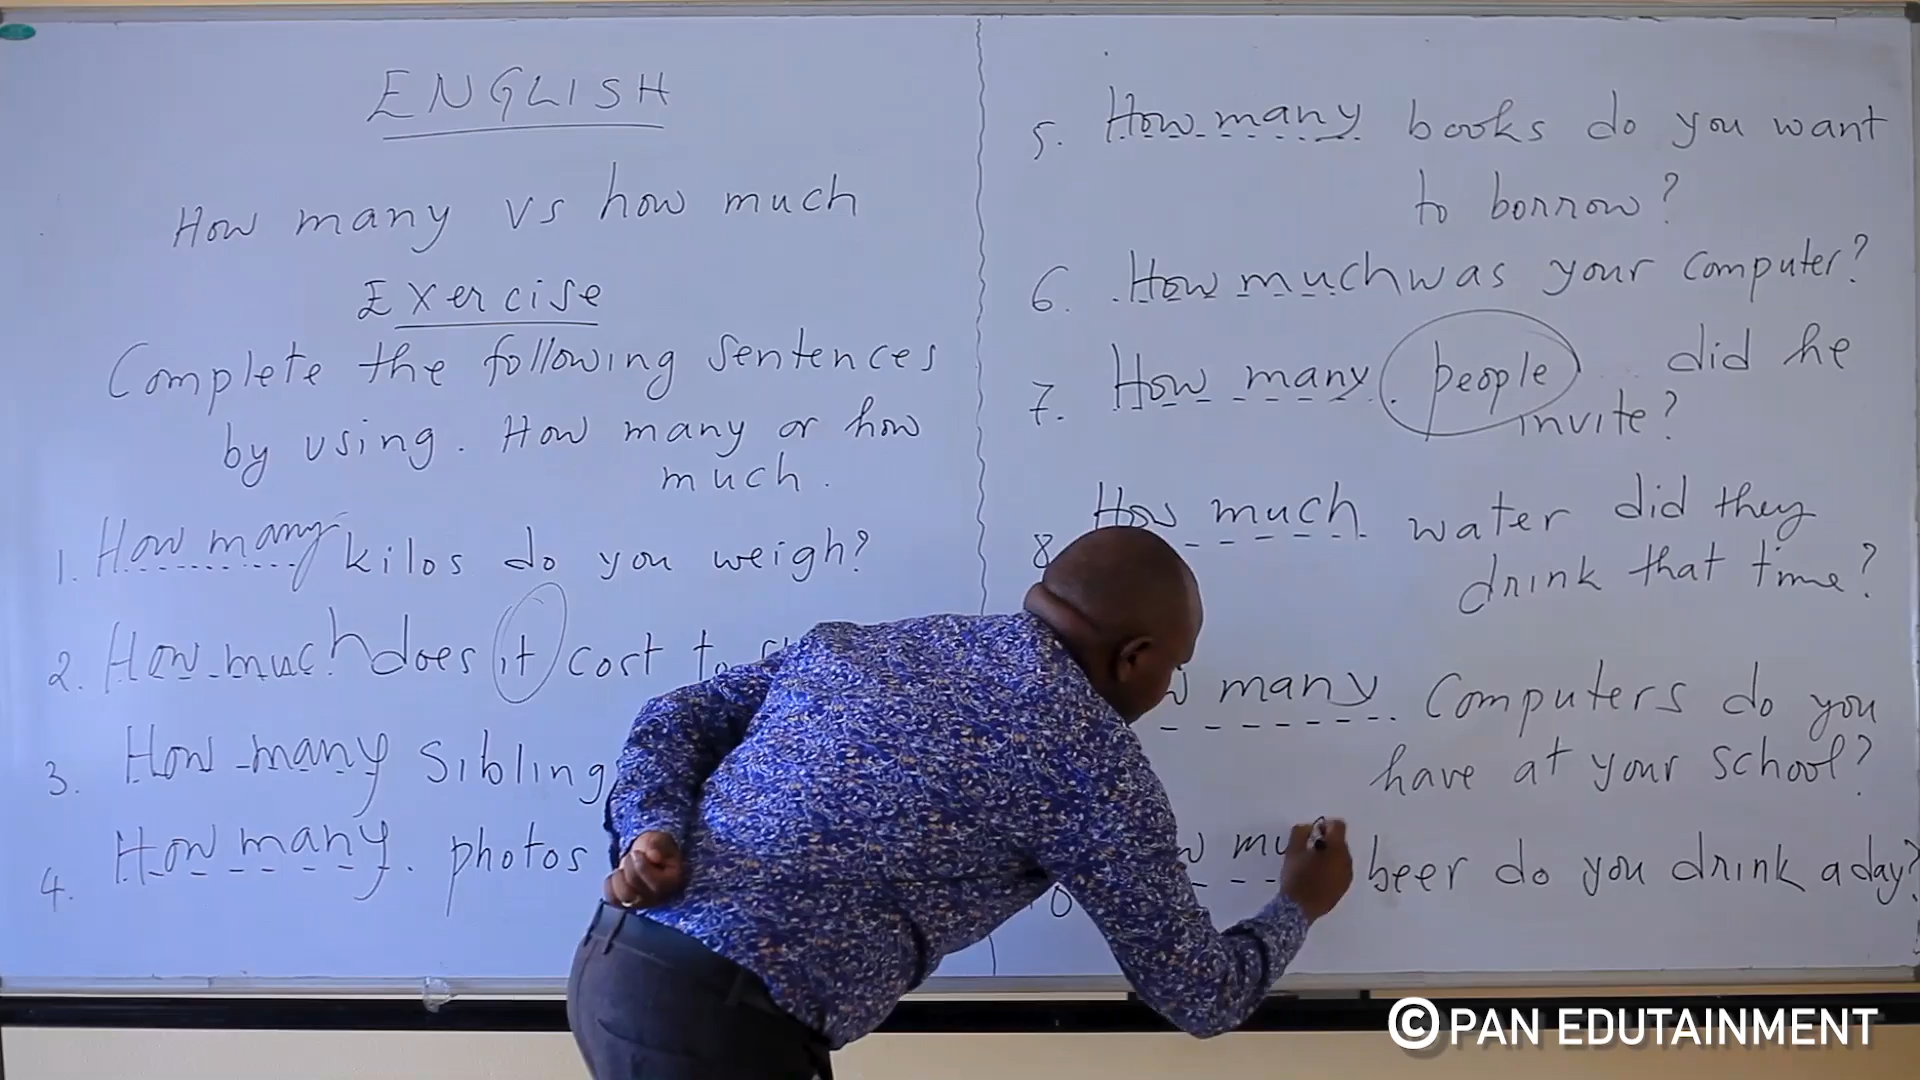 ENGLISH
How many vs how much
Exercise
Complete the following sentences
by using. How many or how
much.
1. How many kilos do you weigh?
2. How much does it cost to
3. How many sibling
4. How many. photos
5. How many books do you want
to borrow?
6. How much was your computer?
7. How many people did he
invite?
8. How much water did they
drink that time?
many computers do you
have at your school?
beer do you drink a day?
© PAN EDUTAINMENT